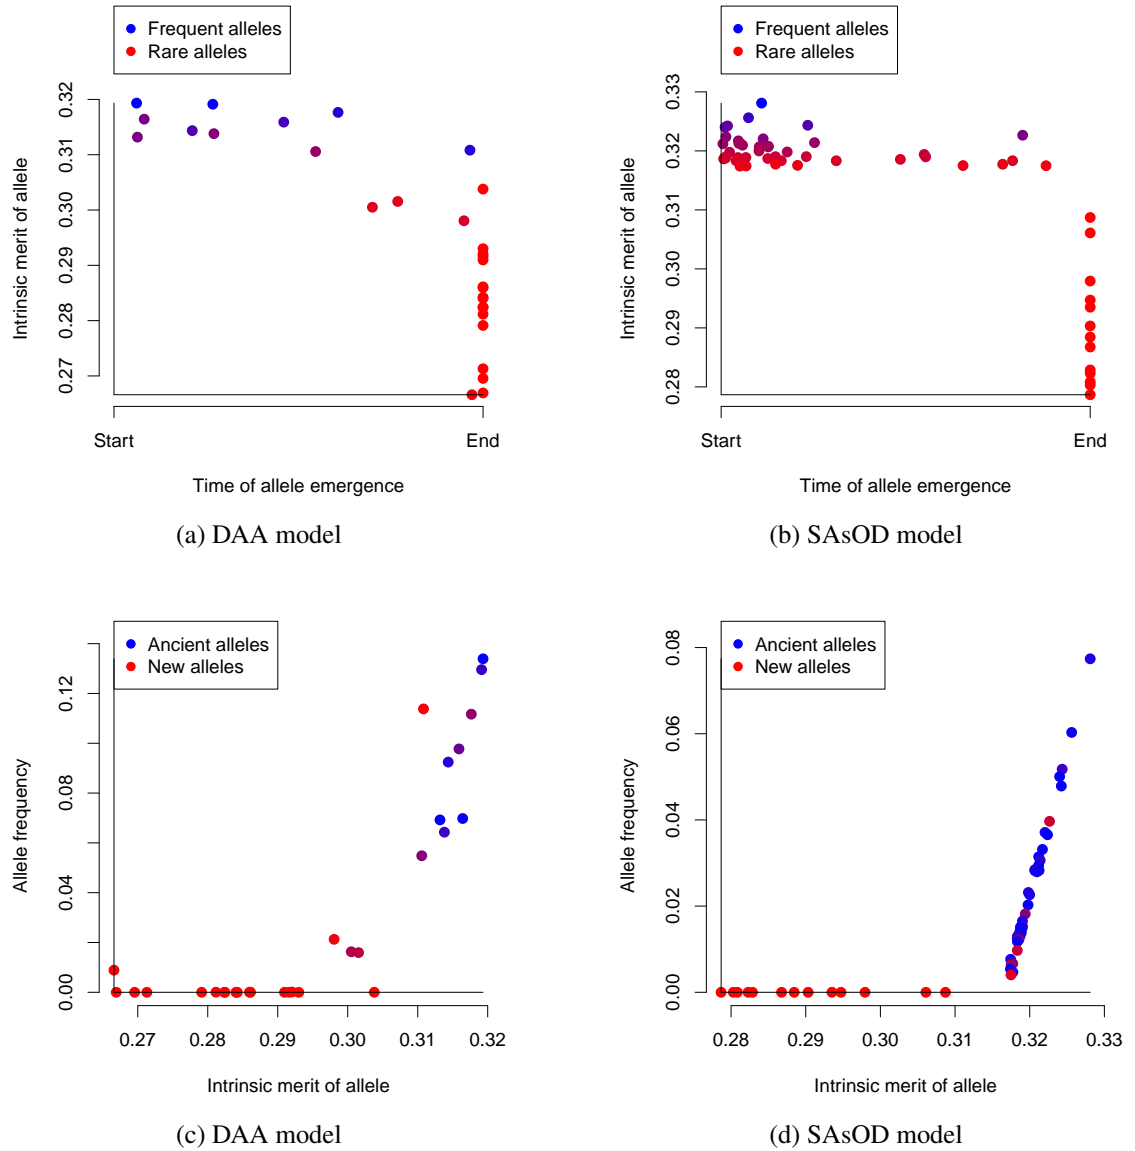 Frequent alleles
Rare alleles
0.32
0.31
0.30
0.29
0.28
0.27
Intrinsic merit of allele
Start
End
Time of allele emergence
(a) DAA model
Frequent alleles
Rare alleles
0.33
0.32
0.31
0.30
0.29
0.28
Intrinsic merit of allele
Start
End
Time of allele emergence
(b) SAsOD model
Ancient alleles
New alleles
0.12
0.08
0.04
0.00
Allele frequency
0.27 0.28 0.29 0.30 0.31 0.32
Intrinsic merit of allele
(c) DAA model
Ancient alleles
New alleles
0.08
0.06
0.04
0.02
0.00
Allele frequency
0.28 0.29 0.30 0.31 0.32 0.33
Intrinsic merit of allele
(d) SAsOD model